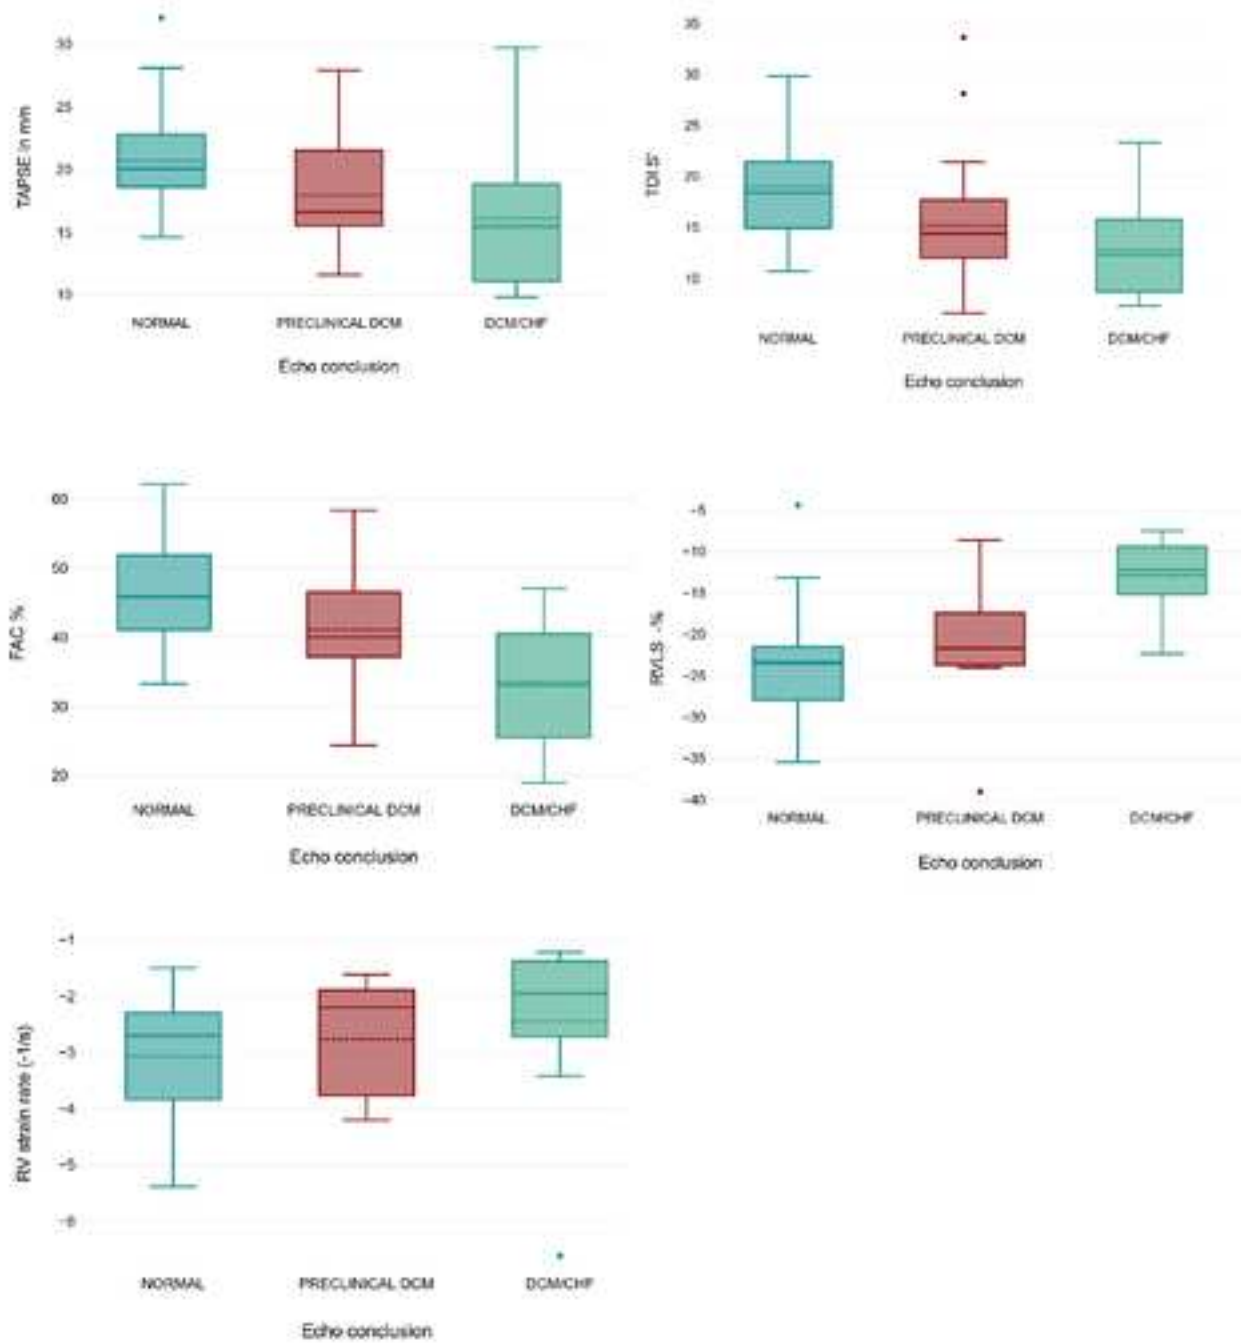 TAPSE in mm
30
25
20
15
10
NORMAL PRECLINICAL DCM DCM/CHF
Echo conclusion
TDI S'
35
30
25
20
15
10
NORMAL PRECLINICAL DCM DCM/CHF
Echo conclusion
FAC %
60
50
40
30
20
NORMAL PRECLINICAL DCM DCM/CHF
Echo conclusion
RVLS -%
−5
−10
−15
−20
−25
−30
−35
−40
NORMAL PRECLINICAL DCM DCM/CHF
Echo conclusion
RV strain rate (-1/s)
−1
−2
−3
−4
−5
−6
NORMAL PRECLINICAL DCM DCM/CHF
Echo conclusion